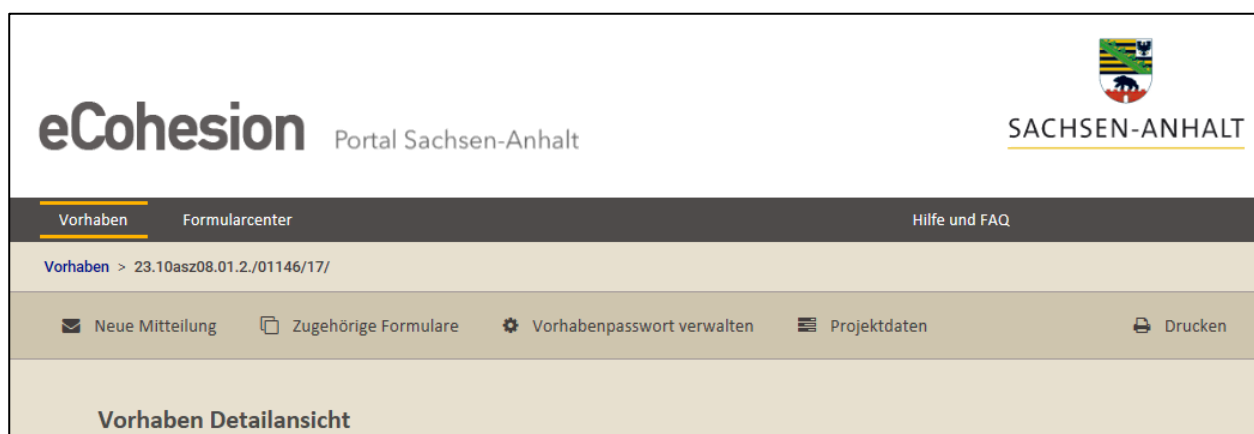 eCohesion Portal Sachsen-Anhalt
SACHSEN-ANHALT
Vorhaben Formularcenter Hilfe und FAQ
Vorhaben > 23.10asz08.01.2./01146/17/
Neue Mitteilung Zugehörige Formulare Vorhabenpasswort verwalten Projektdaten Drucken
Vorhaben Detailansicht